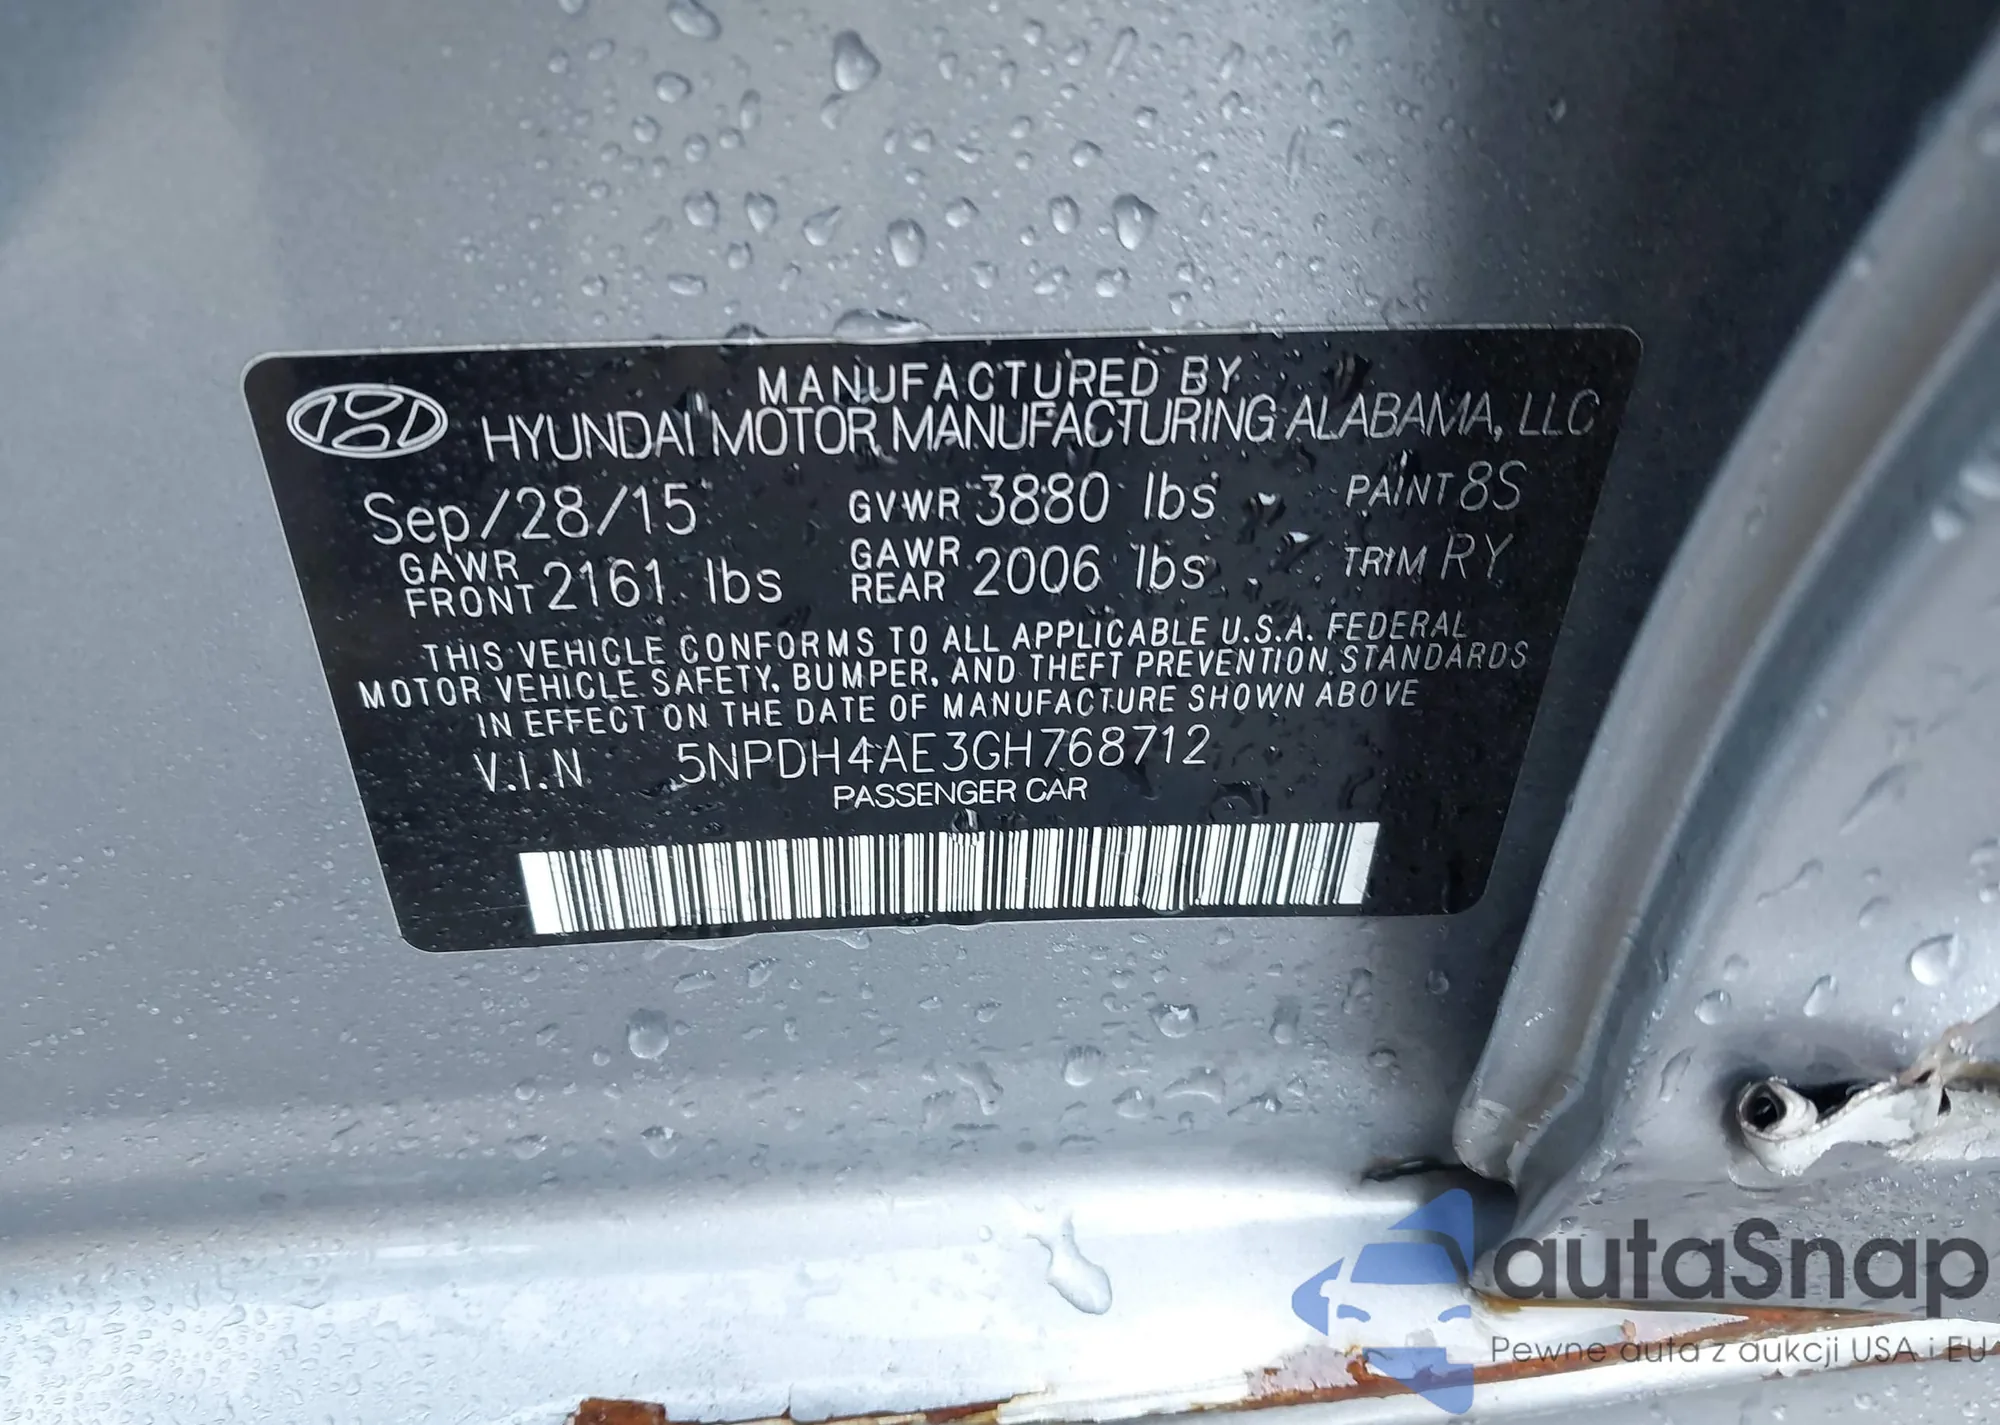 MANUFACTURED BY
HYUNDAI MOTOR MANUFACTURING ALABAMA, LLC
Sep/28/15 GVWR 3880 lbs PAINT 8S
GAWR FRONT 2161 lbs GAWR REAR 2006 lbs TRIM RY
THIS VEHICLE CONFORMS TO ALL APPLICABLE U.S.A. FEDERAL
MOTOR VEHICLE SAFETY, BUMPER, AND THEFT PREVENTION STANDARDS
IN EFFECT ON THE DATE OF MANUFACTURE SHOWN ABOVE
V.I.N 5NPDH4AE3GH768712
PASSENGER CAR
autaSnap
Pewne auta z aukcji USA i EU